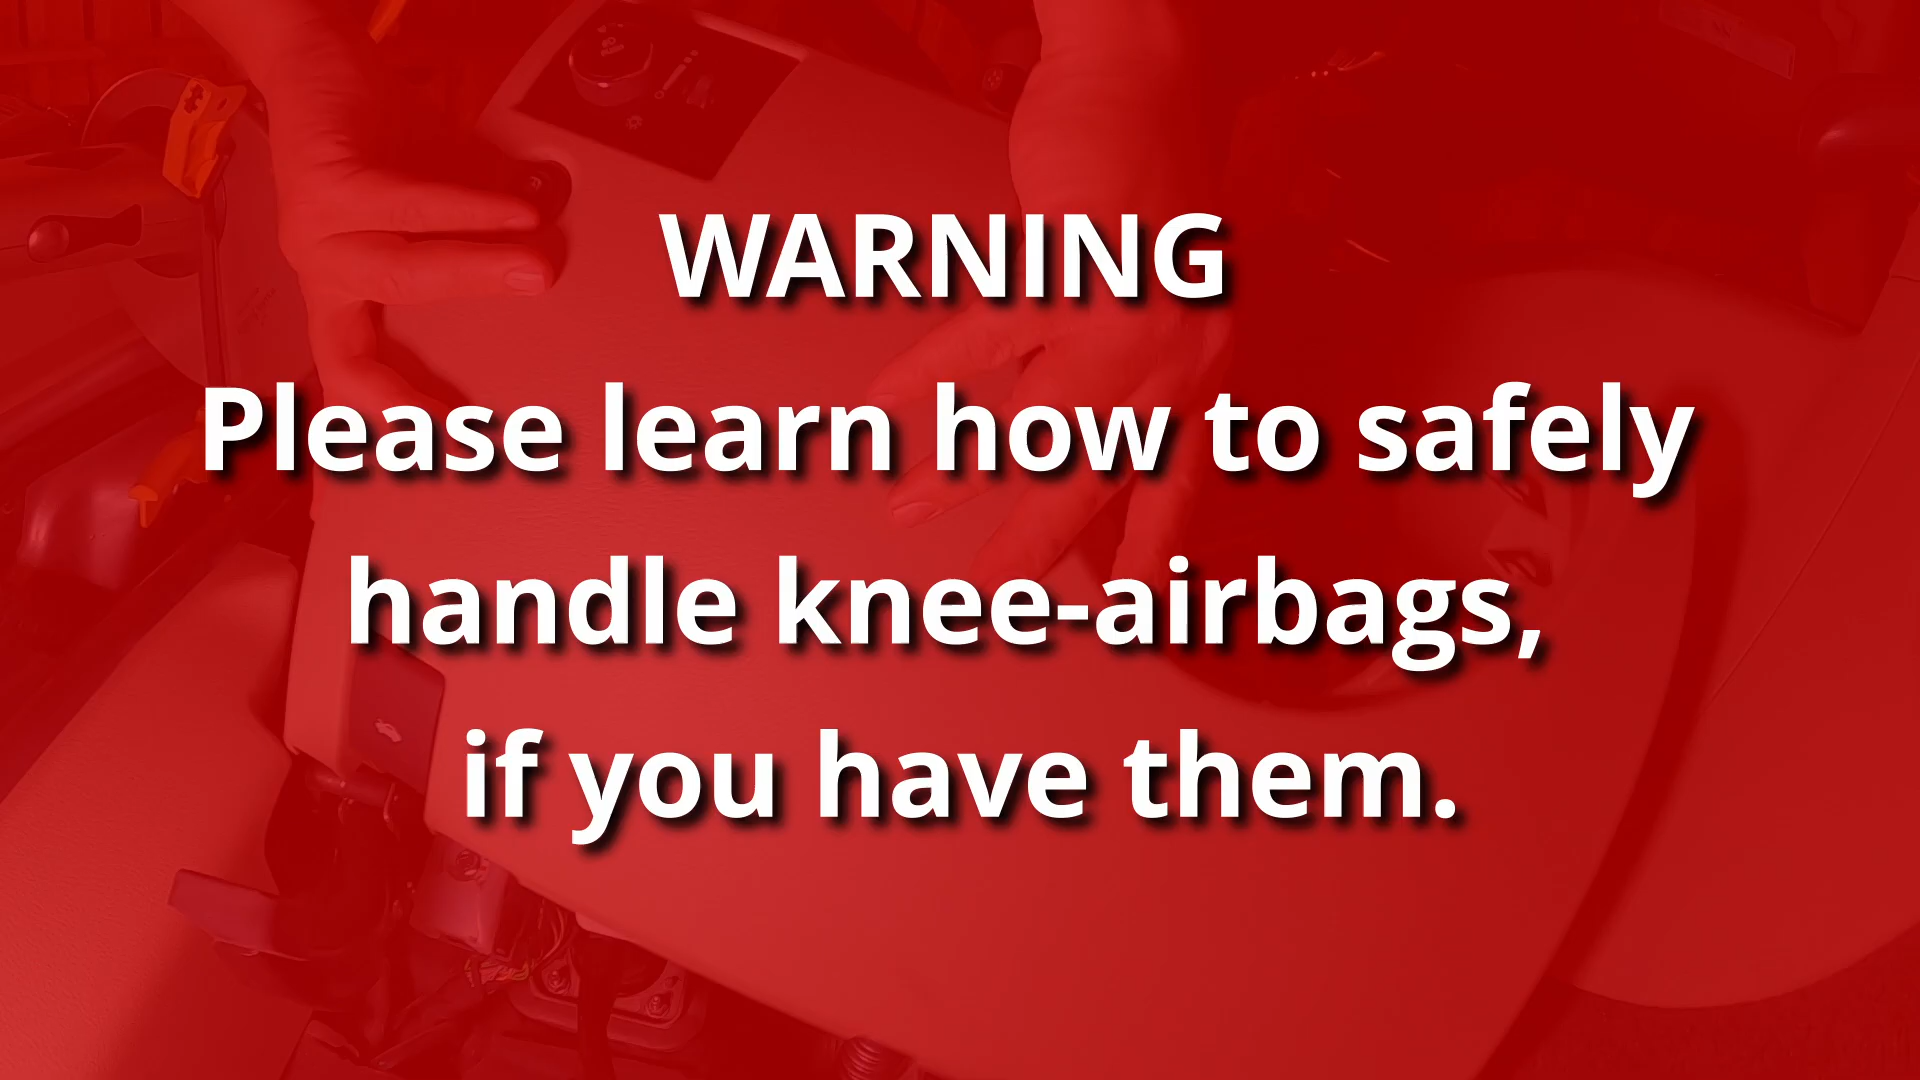 WARNING
Please learn how to safely
handle knee-airbags,
if you have them.